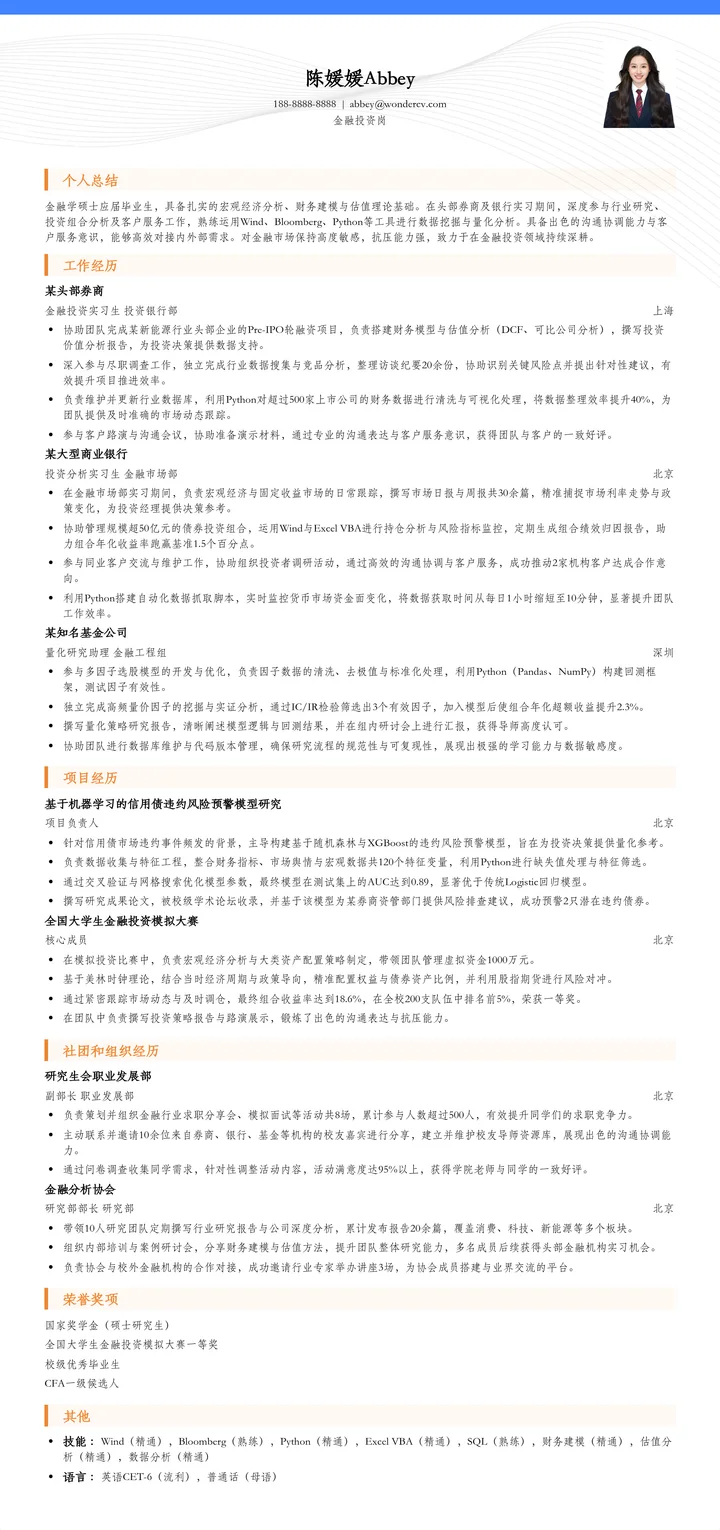 陈媛媛Abbey
188-8888-8888 | abbey@wondercv.com
金融投资岗
个人总结
金融学硕士应届毕业生，具备扎实的宏观经济分析、财务建模与估值理论基础。在头部券商及银行实习期间，深度参与行业研究、
投资组合分析及客户服务工作，熟练运用Wind、Bloomberg、Python等工具进行数据挖掘与量化分析。具备出色的沟通协调能力与客
户服务意识，能够高效对接内外部需求。对金融市场保持高度敏感，抗压能力强，致力于在金融投资领域持续深耕。
工作经历
某头部券商
金融投资实习生 投资银行部 上海
• 协助团队完成某新能源行业头部企业的Pre-IPO轮融资项目，负责搭建财务模型与估值分析（DCF、可比公司分析），撰写投资
价值分析报告，为投资决策提供数据支持。
• 深入参与尽职调查工作，独立完成行业数据搜集与竞品分析，整理访谈纪要20余份，协助识别关键风险点并提出针对性建议，有
效提升项目推进效率。
• 负责维护并更新行业数据库，利用Python对超过500家上市公司的财务数据进行清洗与可视化处理，将数据整理效率提升40%，为
团队提供及时准确的市场动态跟踪。
• 参与客户路演与沟通会议，协助准备演示材料，通过专业的沟通表达与客户服务意识，获得团队与客户的一致好评。
某大型商业银行
投资分析实习生 金融市场部 北京
• 在金融市场部实习期间，负责宏观经济与固定收益市场的日常跟踪，撰写市场日报与周报共30余篇，精准捕捉市场利率走势与政
策变化，为投资经理提供决策参考。
• 协助管理规模超50亿元的债券投资组合，运用Wind与Excel VBA进行持仓分析与风险指标监控，定期生成组合绩效归因报告，助
力组合年化收益率跑赢基准1.5个百分点。
• 参与同业客户交流与维护工作，协助组织投资者调研活动，通过高效的沟通协调与客户服务，成功推动2家机构客户达成合作意
向。
• 利用Python搭建自动化数据抓取脚本，实时监控货币市场资金面变化，将数据获取时间从每日1小时缩短至10分钟，显著提升团队
工作效率。
某知名基金公司
量化研究助理 金融工程组 深圳
• 参与多因子选股模型的开发与优化，负责因子数据的清洗、去极值与标准化处理，利用Python（Pandas、NumPy）构建回测框
架，测试因子有效性。
• 独立完成高频量价因子的挖掘与实证分析，通过IC/IR检验筛选出3个有效因子，加入模型后使组合年化超额收益提升2.3%。
• 撰写量化策略研究报告，清晰阐述模型逻辑与回测结果，并在组内研讨会上进行汇报，获得导师高度认可。
• 协助团队进行数据库维护与代码版本管理，确保研究流程的规范性与可复现性，展现出极强的学习能力与数据敏感度。
项目经历
基于机器学习的信用债违约风险预警模型研究
项目负责人 北京
• 针对信用债市场违约事件频发的背景，主导构建基于随机森林与XGBoost的违约风险预警模型，旨在为投资决策提供量化参考。
• 负责数据收集与特征工程，整合财务指标、市场舆情与宏观数据共120个特征变量，利用Python进行缺失值处理与特征筛选。
• 通过交叉验证与网格搜索优化模型参数，最终模型在测试集上的AUC达到0.89，显著优于传统Logistic回归模型。
• 撰写研究成果论文，被校级学术论坛收录，并基于该模型为某券商资管部门提供风险排查建议，成功预警2只潜在违约债券。
全国大学生金融投资模拟大赛
核心成员 北京
• 在模拟投资比赛中，负责宏观经济分析与大类资产配置策略制定，带领团队管理虚拟资金1000万元。
• 基于美林时钟理论，结合当时经济周期与政策导向，精准配置权益与债券资产比例，并利用股指期货进行风险对冲。
• 通过紧密跟踪市场动态与及时调仓，最终组合收益率达到18.6%，在全校200支队伍中排名前5%，荣获一等奖。
• 在团队中负责撰写投资策略报告与路演展示，锻炼了出色的沟通表达与抗压能力。
社团和组织经历
研究生会职业发展部
副部长 职业发展部 北京
• 负责策划并组织金融行业求职分享会、模拟面试等活动共8场，累计参与人数超过500人，有效提升同学们的求职竞争力。
• 主动联系并邀请10余位来自券商、银行、基金等机构的校友嘉宾进行分享，建立并维护校友导师资源库，展现出色的沟通协调能
力。
• 通过问卷调查收集同学需求，针对性调整活动内容，活动满意度达95%以上，获得学院老师与同学的一致好评。
金融分析协会
研究部部长 研究部 北京
• 带领10人研究团队定期撰写行业研究报告与公司深度分析，累计发布报告20余篇，覆盖消费、科技、新能源等多个板块。
• 组织内部培训与案例研讨会，分享财务建模与估值方法，提升团队整体研究能力，多名成员后续获得头部金融机构实习机会。
• 负责协会与校外金融机构的合作对接，成功邀请行业专家举办讲座3场，为协会成员搭建与业界交流的平台。
荣誉奖项
国家奖学金（硕士研究生）
全国大学生金融投资模拟大赛一等奖
校级优秀毕业生
CFA一级候选人
其他
• 技能： Wind（精通）, Bloomberg（熟练）, Python（精通）, Excel VBA（精通）, SQL（熟练）, 财务建模（精通）, 估值分
析（精通）, 数据分析（精通）
• 语言： 英语CET-6（流利）, 普通话（母语）